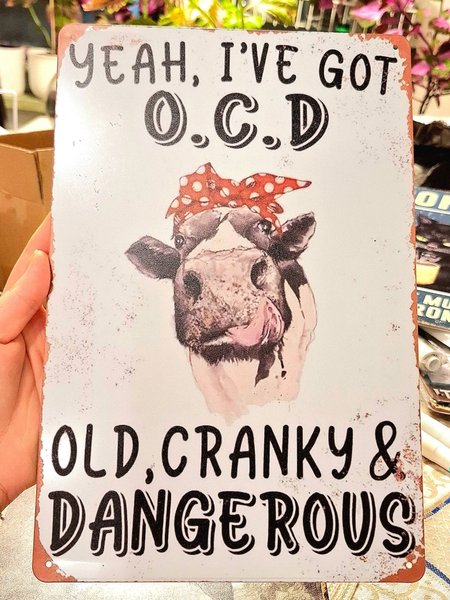 YEAH, I'VE GOT
O.C.D
OLD, CRANKY &
DANGEROUS